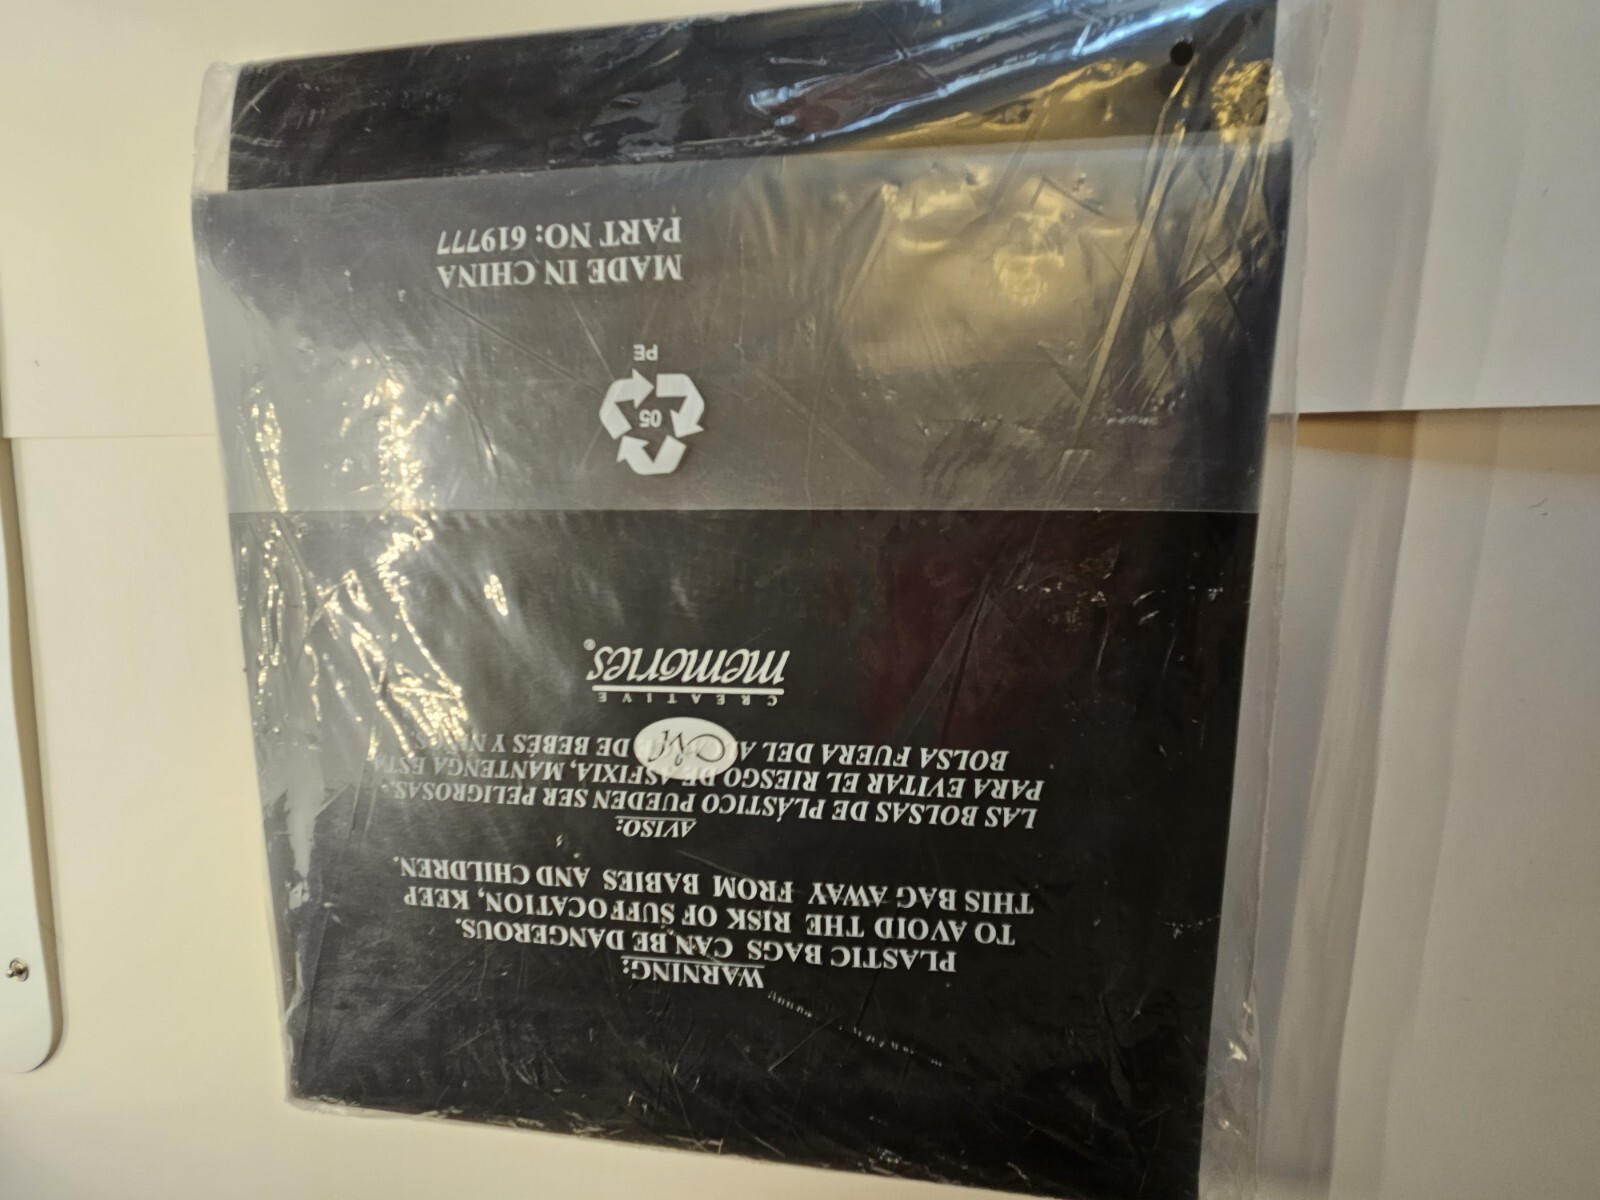 WARNING:
PLASTIC BAGS CAN BE DANGEROUS.
TO AVOID THE RISK OF SUFFOCATION, KEEP
THIS BAG AWAY FROM BABIES AND CHILDREN.
AVISO:
LAS BOLSAS DE PLÁSTICO PUEDEN SER PELIGROSAS.
PARA EVITAR EL RIESGO DE ASFIXIA, MANTENGA ESTA
BOLSA FUERA DEL DE BEBES Y NIÑOS.
CM
CREATIVE
memories®
05
PE
MADE IN CHINA
PART NO: 619777